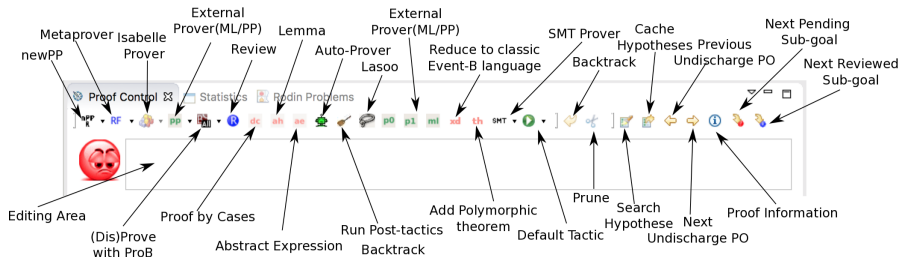 newPP
Metaprover
Isabelle
Prover
External
Prover(ML/PP)
Review
Lemma
Auto-Prover
Lasoo
External
Prover(ML/PP)
Reduce to classic
Event-B language
SMT Prover
Backtrack
Cache
Hypotheses
Previous
Undischarge PO
Next Pending
Sub-goal
Next Reviewed
Sub-goal
Proof Control
Statistics
Rodin Problems
nPP
R
RF
pp
R
dc
ah
ae
p0
p1
ml
xd
th
SMT
Editing Area
(Dis)Prove
with ProB
Proof by Cases
Abstract Expression
Run Post-tactics
Backtrack
Add Polymorphic
theorem
Default Tactic
Prune
Search
Hypothese
Next
Undischarge PO
Proof Information